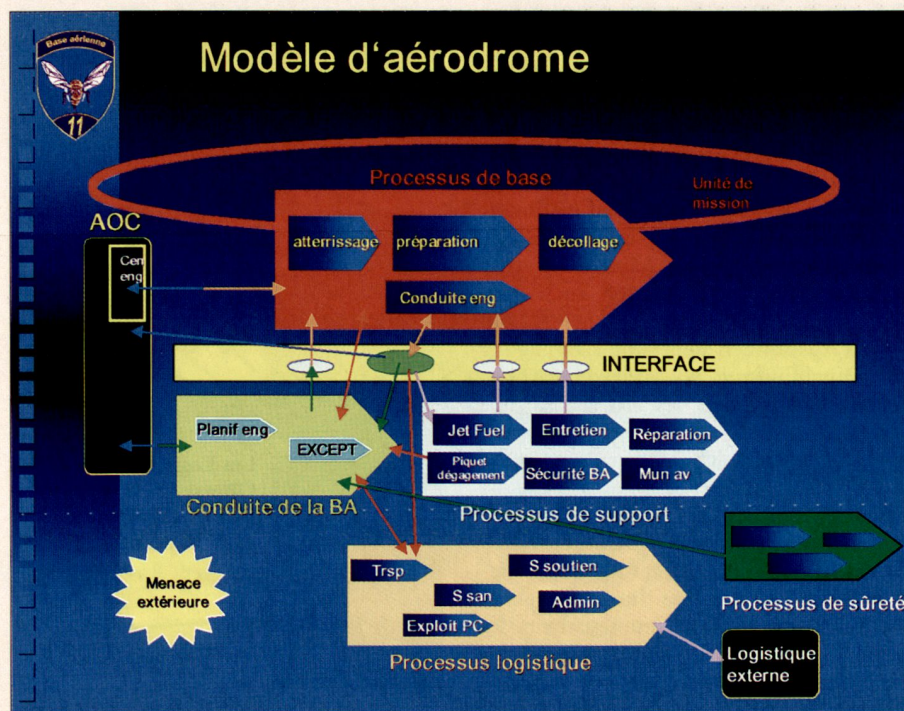 Base aérienne
11
Modèle d'aérodrome
Processus de base
Unité de
mission
AOC
Cen
eng
atterrissage
préparation
décollage
Conduite eng
INTERFACE
Planif eng
EXCEPT
Conduite de la BA
Jet Fuel
Entretien
Réparation
Piquet
dégagement
Sécurité BA
Mun av
Processus de support
Menace
extérieure
Trsp
S soutien
S san
Admin
Exploit PC
Processus logistique
Processus de sûreté
Logistique
externe